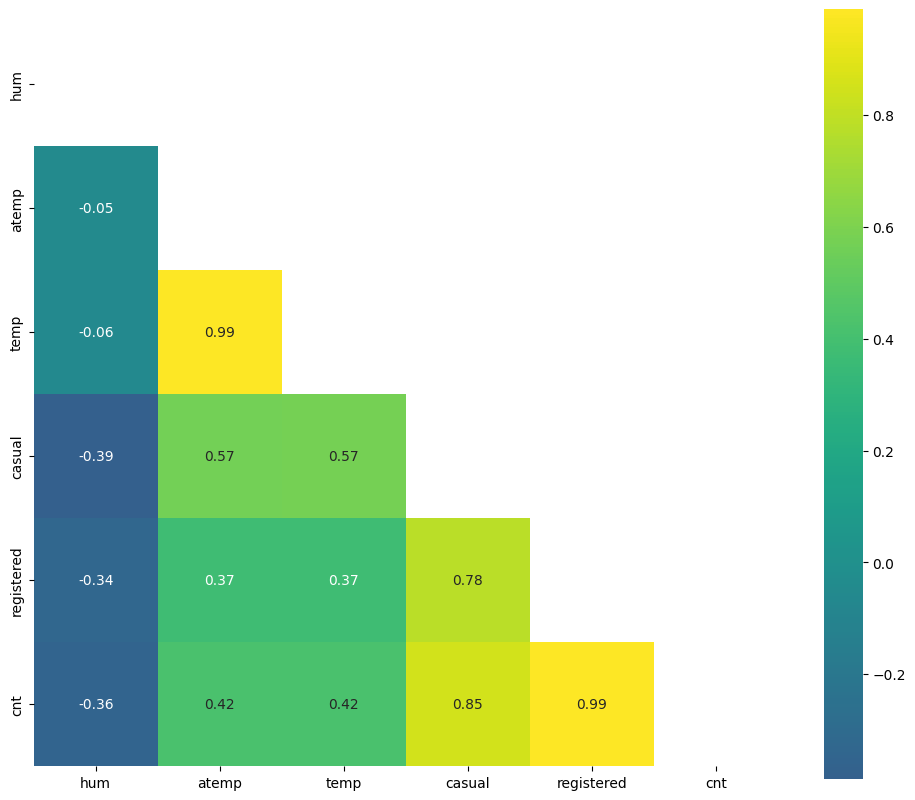 hum
atemp -0.05
temp -0.06 0.99
casual -0.39 0.57 0.57
registered -0.34 0.37 0.37 0.78
cnt -0.36 0.42 0.42 0.85 0.99
hum atemp temp casual registered cnt
0.8
0.6
0.4
0.2
0.0
−0.2